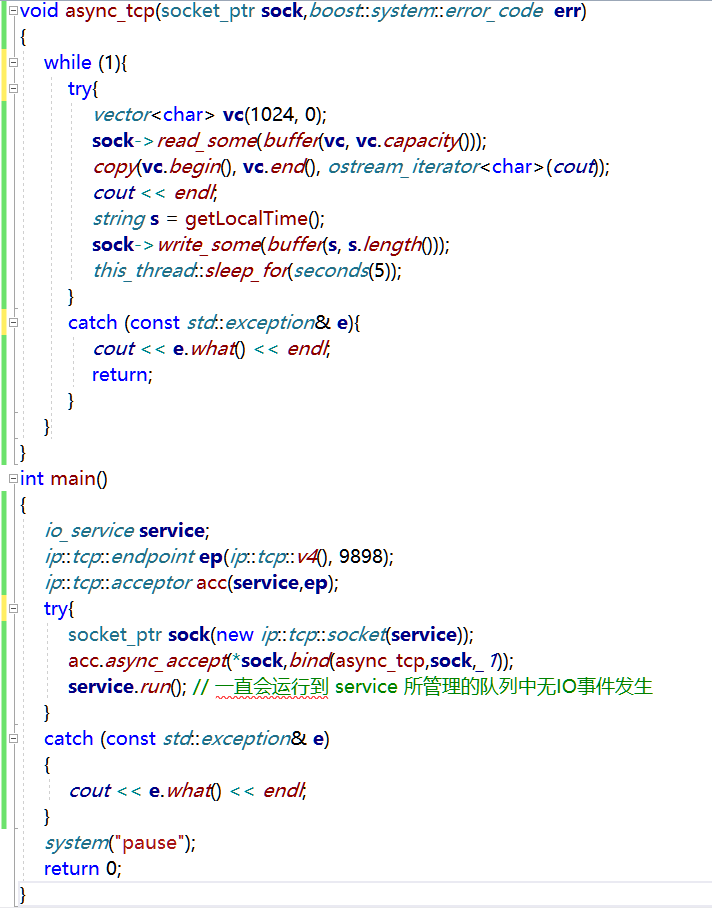 void async_tcp(socket_ptr sock,boost::system::error_code  err)
{
    while (1){
        try{
            vector<char> vc(1024, 0);
            sock->read_some(buffer(vc, vc.capacity()));
            copy(vc.begin(), vc.end(), ostream_iterator<char>(cout));
            cout << endl;
            string s = getLocalTime();
            sock->write_some(buffer(s, s.length()));
            this_thread::sleep_for(seconds(5));
        }
        catch (const std::exception& e){
            cout << e.what() << endl;
            return;
        }
    }
}
int main()
{
    io_service service;
    ip::tcp::endpoint ep(ip::tcp::v4(), 9898);
    ip::tcp::acceptor acc(service,ep);
    try{
        socket_ptr sock(new ip::tcp::socket(service));
        acc.async_accept(*sock,bind(async_tcp,sock,_1));
        service.run(); // 一直会运行到 service 所管理的队列中无IO事件发生
    }
    catch (const std::exception& e)
    {
        cout << e.what() << endl;
    }
    system("pause");
    return 0;
}